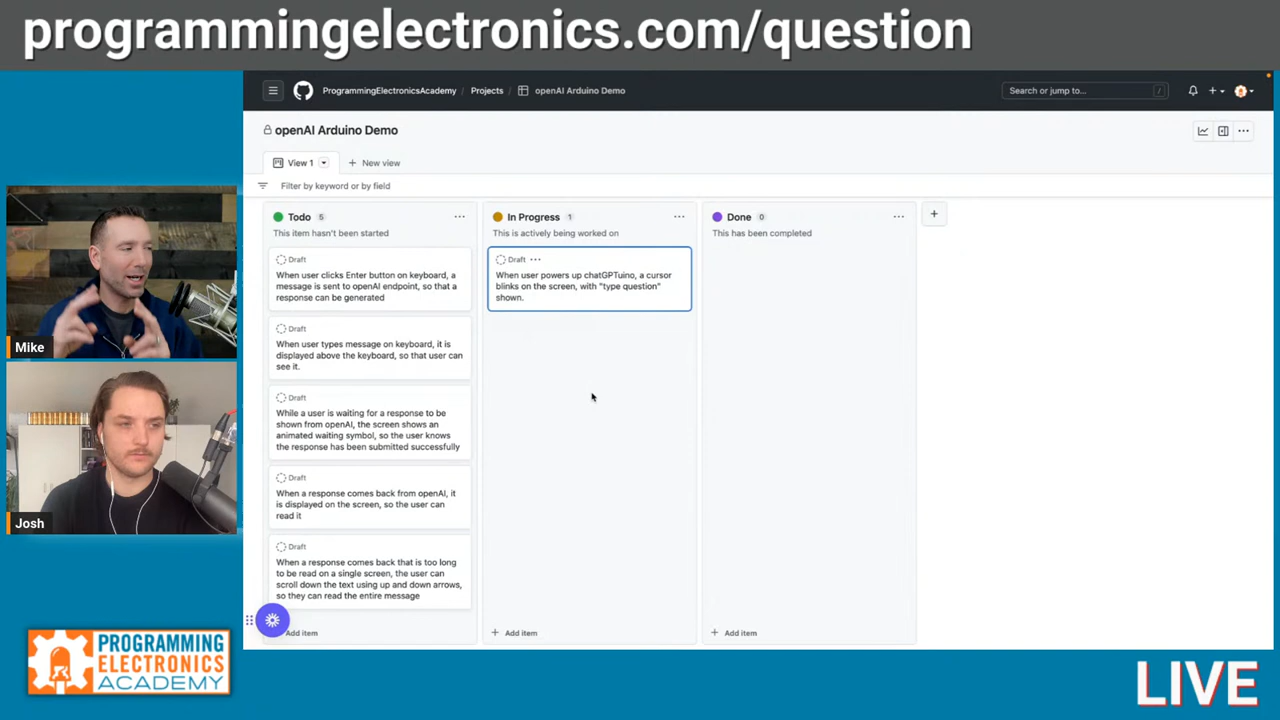 programmingelectronics.com/question
ProgrammingElectronicsAcademy / Projects / openAI Arduino Demo
Search or jump to... /
openAI Arduino Demo
View 1
+ New view
Filter by keyword or by field
Todo 5
This item hasn't been started
Draft
When user clicks Enter button on keyboard, a
message is sent to openAI endpoint, so that a
response can be generated
Draft
When user types message on keyboard, it is
displayed above the keyboard, so that user can
see it.
Draft
While a user is waiting for a response to be
shown from openAI, the screen shows an
animated waiting symbol, so the user knows
the response has been submitted successfully
Draft
When a response comes back from openAI, it
is displayed on the screen, so the user can
read it
Draft
When a response comes back that is too long
to be read on a single screen, the user can
scroll down the text using up and down arrows,
so they can read the entire message
Add item
In Progress 1
This is actively being worked on
Draft
When user powers up chatGPTuino, a cursor
blinks on the screen, with "type question"
shown.
+ Add item
Done 0
This has been completed
+ Add item
Mike
Josh
PROGRAMMING
ELECTRONICS
ACADEMY
LIVE